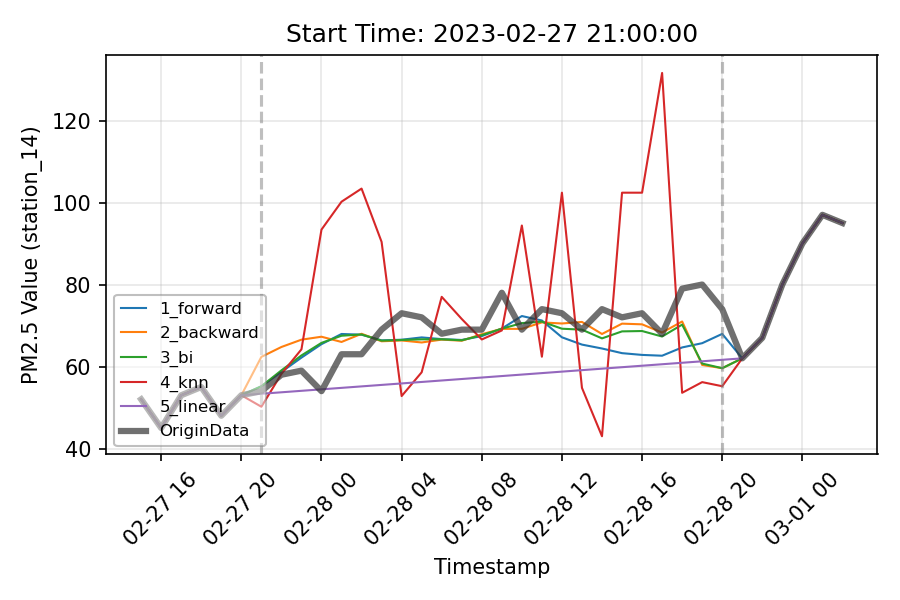 Start Time: 2023-02-27 21:00:00
PM2.5 Value (station_14)
120
100
80
60
40
1_forward
2_backward
3_bi
4_knn
5_linear
OriginData
02-27 16
02-27 20
02-28 00
02-28 04
02-28 08
02-28 12
02-28 16
02-28 20
03-01 00
Timestamp